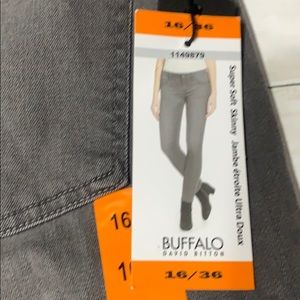 16/36
1149879
Super Soft Skinny Jambe étroite Ultra Doux
BUFFALO
DAVID BITTON
16/36
16